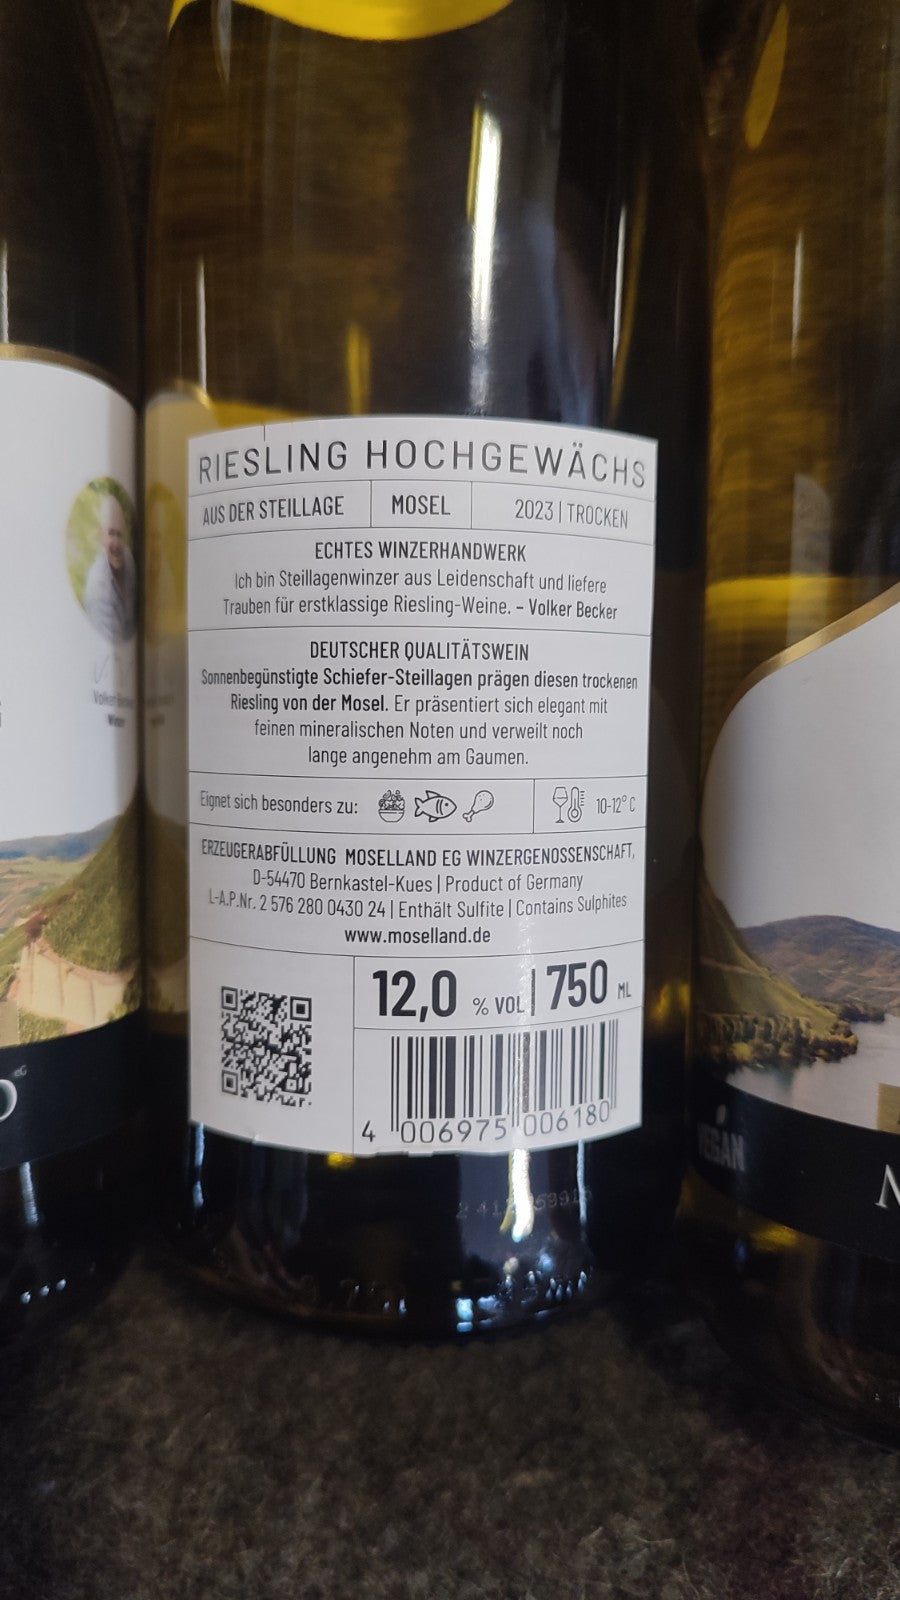 RIESLING HOCHGEWÄCHS
AUS DER STEILLAGE MOSEL 2023 | TROCKEN
ECHTES WINZERHANDWERK
Ich bin Steillagenwinzer aus Leidenschaft und liefere
Trauben für erstklassige Riesling-Weine. – Volker Becker
DEUTSCHER QUALITÄTSWEIN
Sonnenbegünstigte Schiefer-Steillagen prägen diesen trockenen
Riesling von der Mosel. Er präsentiert sich elegant mit
feinen mineralischen Noten und verweilt noch
lange angenehm am Gaumen.
Eignet sich besonders zu: 10-12° C
ERZEUGERABFÜLLUNG MOSELLAND EG WINZERGENOSSENSCHAFT,
D-54470 Bernkastel-Kues | Product of Germany
L-A.P.Nr. 2 576 280 0430 24 | Enthält Sulfite | Contains Sulphites
www.moselland.de
12,0 % VOL | 750 ML
4 006975 006180
Volker
VEGAN